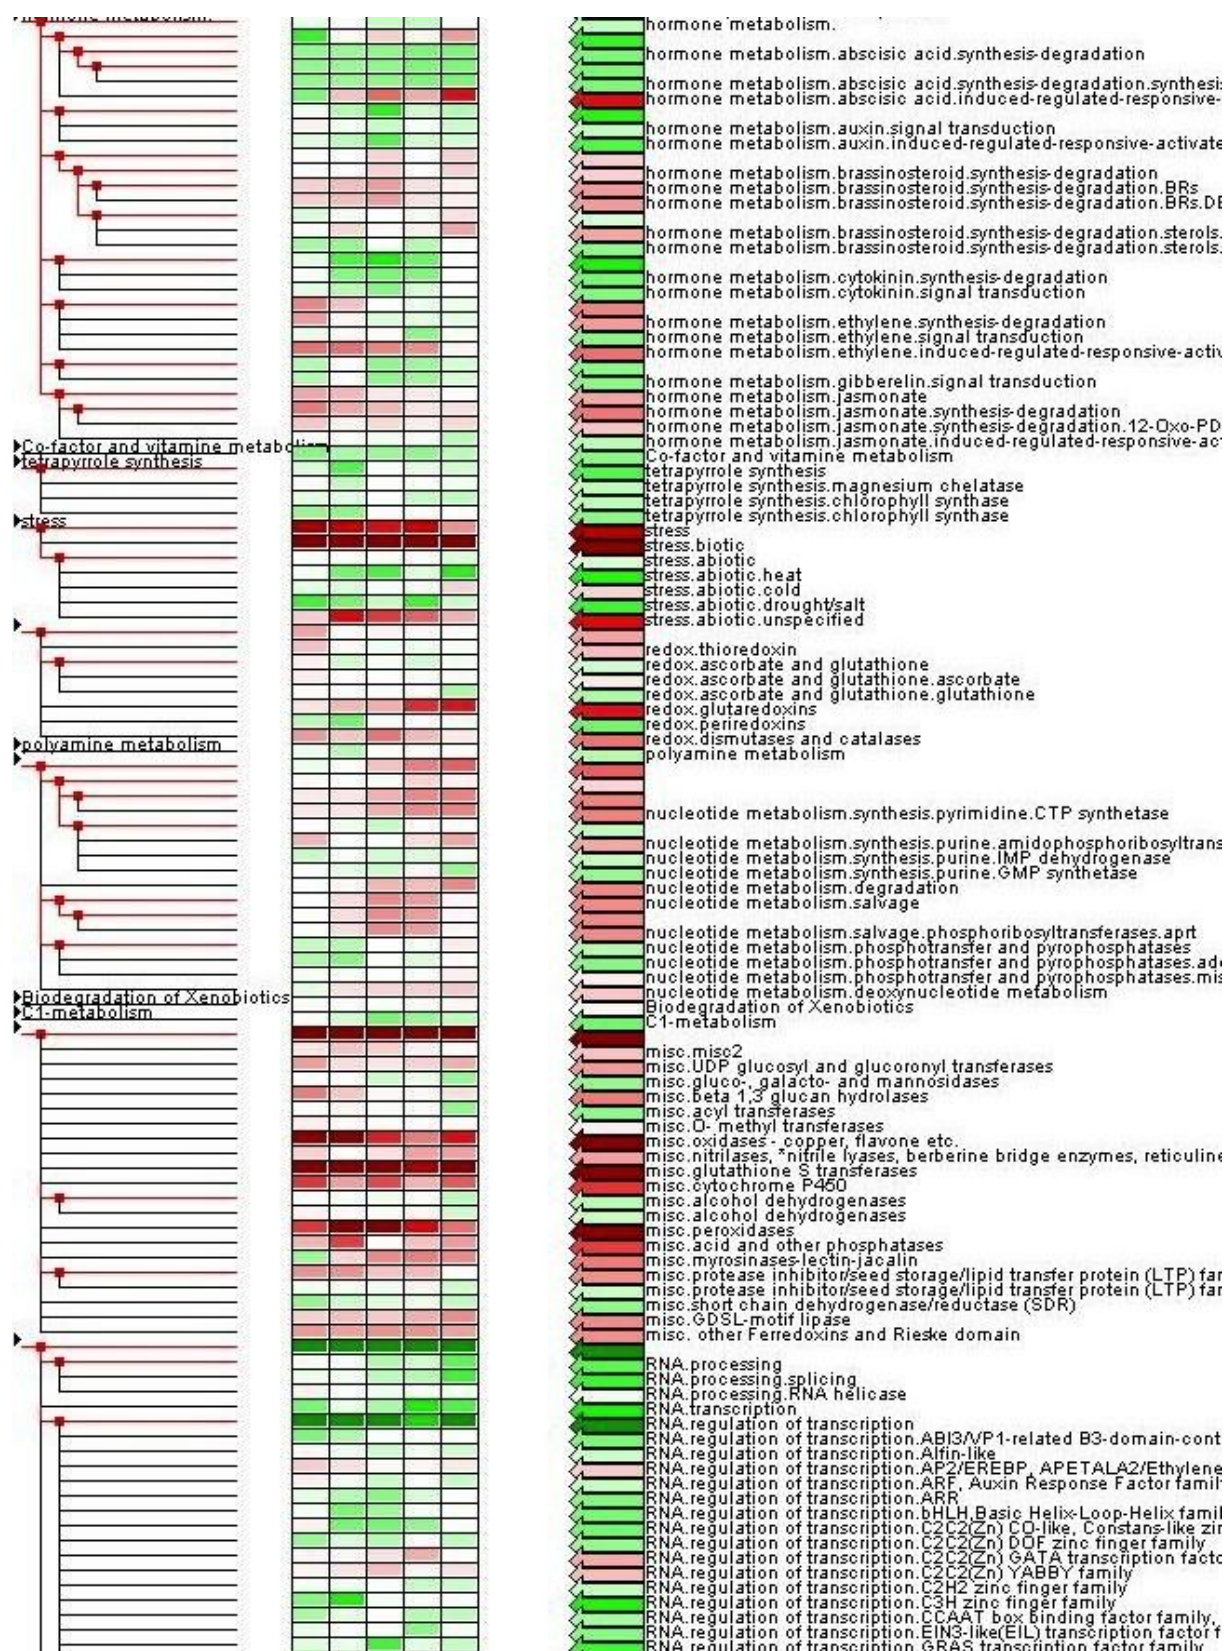 hormone metabolism.
hormone metabolism.
hormone metabolism.abscisic acid.synthesis-degradation
hormone metabolism.abscisic acid.synthesis-degradation.synthesis
hormone metabolism.abscisic acid.induced-regulated-responsive-
hormone metabolism.auxin.signal transduction
hormone metabolism.auxin.induced-regulated-responsive-activate
hormone metabolism.brassinosteroid.synthesis-degradation
hormone metabolism.brassinosteroid.synthesis-degradation.BRs
hormone metabolism.brassinosteroid.synthesis-degradation.BRs.DE
hormone metabolism.brassinosteroid.synthesis-degradation.sterols.
hormone metabolism.brassinosteroid.synthesis-degradation.sterols.
hormone metabolism.cytokinin.synthesis-degradation
hormone metabolism.cytokinin.signal transduction
hormone metabolism.ethylene.synthesis-degradation
hormone metabolism.ethylene.signal transduction
hormone metabolism.ethylene.induced-regulated-responsive-activ
hormone metabolism.gibberelin.signal transduction
hormone metabolism.jasmonate
hormone metabolism.jasmonate.synthesis-degradation
hormone metabolism.jasmonate.synthesis-degradation.12-Oxo-PD
hormone metabolism.jasmonate.induced-regulated-responsive-act
Co-factor and vitamine metabolism
Co-factor and vitamine metabolism
tetrapyrrole synthesis
tetrapyrrole synthesis
tetrapyrrole synthesis.magnesium chelatase
tetrapyrrole synthesis.chlorophyll synthase
tetrapyrrole synthesis.chlorophyll synthase
stress
stress
stress.biotic
stress.abiotic
stress.abiotic.heat
stress.abiotic.cold
stress.abiotic.drought/salt
stress.abiotic.unspecified
redox.thioredoxin
redox.ascorbate and glutathione
redox.ascorbate and glutathione.ascorbate
redox.ascorbate and glutathione.glutathione
redox.glutaredoxins
redox.periredoxins
redox.dismutases and catalases
polyamine metabolism
polyamine metabolism
nucleotide metabolism.synthesis.pyrimidine.CTP synthetase
nucleotide metabolism.synthesis.purine.amidophosphoribosyltrans
nucleotide metabolism.synthesis.purine.IMP dehydrogenase
nucleotide metabolism.synthesis.purine.GMP synthetase
nucleotide metabolism.degradation
nucleotide metabolism.salvage
nucleotide metabolism.salvage.phosphoribosyltransferases.aprt
nucleotide metabolism.phosphotransfer and pyrophosphatases
nucleotide metabolism.phosphotransfer and pyrophosphatases.ade
nucleotide metabolism.phosphotransfer and pyrophosphatases.mis
nucleotide metabolism.deoxynucleotide metabolism
Biodegradation of Xenobiotics
Biodegradation of Xenobiotics
C1-metabolism
C1-metabolism
misc.misc2
misc.UDP glucosyl and glucoronyl transferases
misc.gluco-, galacto- and mannosidases
misc.beta 1,3 glucan hydrolases
misc.acyl transferases
misc.O- methyl transferases
misc.oxidases - copper, flavone etc.
misc.nitrilases, *nitrile lyases, berberine bridge enzymes, reticuline
misc.glutathione S transferases
misc.cytochrome P450
misc.alcohol dehydrogenases
misc.alcohol dehydrogenases
misc.peroxidases
misc.acid and other phosphatases
misc.myrosinases-lectin-jacalin
misc.protease inhibitor/seed storage/lipid transfer protein (LTP) fam
misc.protease inhibitor/seed storage/lipid transfer protein (LTP) fam
misc.short chain dehydrogenase/reductase (SDR)
misc.GDSL-motif lipase
misc. other Ferredoxins and Rieske domain
RNA.processing
RNA.processing.splicing
RNA.processing.RNA helicase
RNA.transcription
RNA.regulation of transcription
RNA.regulation of transcription.ABI3/VP1-related B3-domain-cont
RNA.regulation of transcription.Alfin-like
RNA.regulation of transcription.AP2/EREBP, APETALA2/Ethylene
RNA.regulation of transcription.ARF, Auxin Response Factor famil
RNA.regulation of transcription.ARR
RNA.regulation of transcription.bHLH,Basic Helix-Loop-Helix famil
RNA.regulation of transcription.C2C2(Zn) CO-like, Constans-like zin
RNA.regulation of transcription.C2C2(Zn) DOF zinc finger family
RNA.regulation of transcription.C2C2(Zn) GATA transcription facto
RNA.regulation of transcription.C2C2(Zn) YABBY family
RNA.regulation of transcription.C2H2 zinc finger family
RNA.regulation of transcription.C3H zinc finger family
RNA.regulation of transcription.CCAAT box binding factor family,
RNA.regulation of transcription.EIN3-like(EIL) transcription factor f
RNA.regulation of transcription.GRAS transcription factor family